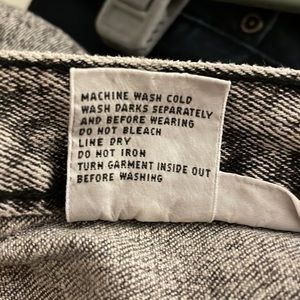 MACHINE WASH COLD
WASH DARKS SEPARATELY
AND BEFORE WEARING
DO NOT BLEACH
LINE DRY
DO NOT IRON
TURN GARMENT INSIDE OUT
BEFORE WASHING